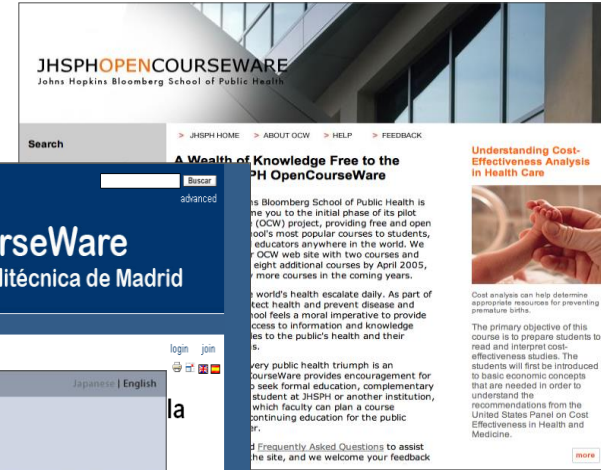 JHSPHOPENCOURSEWARE
Johns Hopkins Bloomberg School of Public Health
Search
> JHSPH HOME > ABOUT OCW > HELP > FEEDBACK
A Wealth of Knowledge Free to the
PH OpenCourseWare
ns Bloomberg School of Public Health is
me you to the initial phase of its pilot
(OCW) project, providing free and open
ool's most popular courses to students,
educators anywhere in the world. We
OCW web site with two courses and
eight additional courses by April 2005,
more courses in the coming years.
world's health escalate daily. As part of
tect health and prevent disease and
ool feels a moral imperative to provide
ccess to information and knowledge
les to the public's health and their
s.
very public health triumph is an
CourseWare provides encouragement for
o seek formal education, complementary
student at JHSPH or another institution,
which faculty can plan a course
continuing education for the public
er.
d Frequently Asked Questions to assist
he site, and we welcome your feedback
Understanding Cost-
Effectiveness Analysis
in Health Care
Cost analysis can help determine
appropriate resources for preventing
premature births.
The primary objective of this
course is to prepare students to
read and interpret cost-
effectiveness studies. The
students will first be introduced
to basic economic concepts
that are needed in order to
understand the
recommendations from the
United States Panel on Cost
Effectiveness in Health and
Medicine.
more
Buscar
advanced
rseWare
litécnica de Madrid
login join
Japanese | English
la